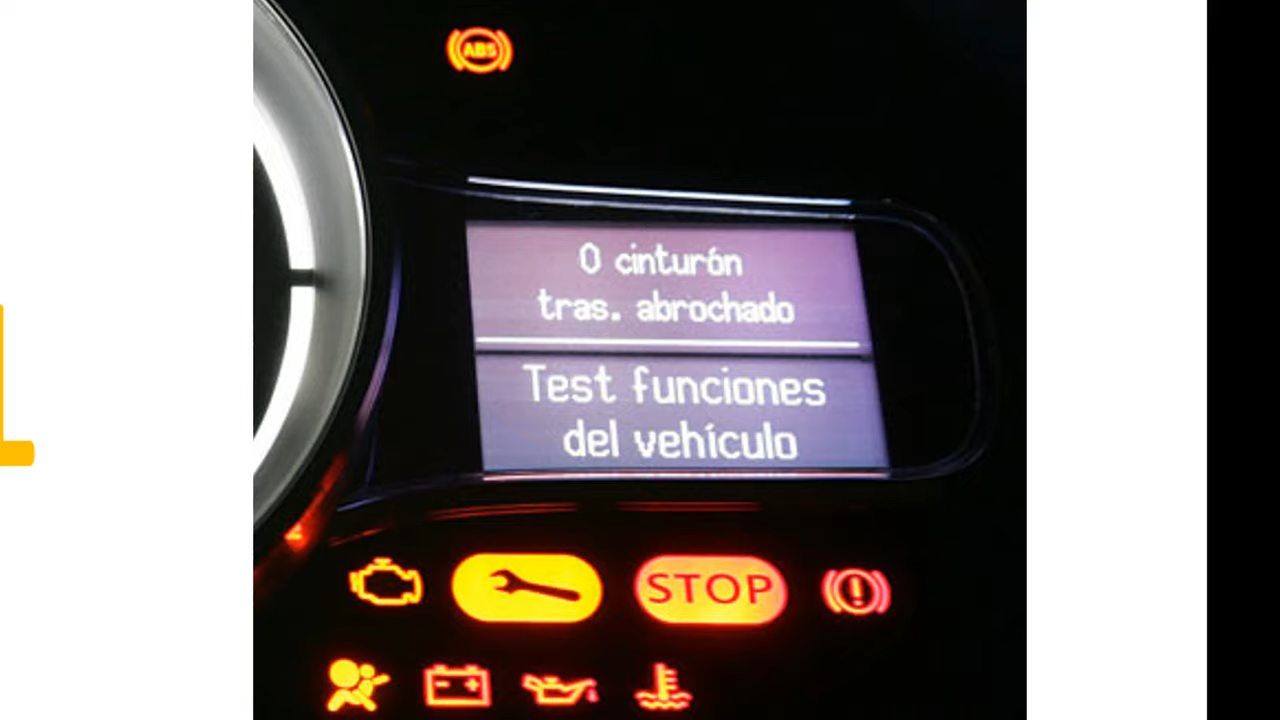 ABS
0 cinturón
tras. abrochado
Test funciones
del vehículo
STOP